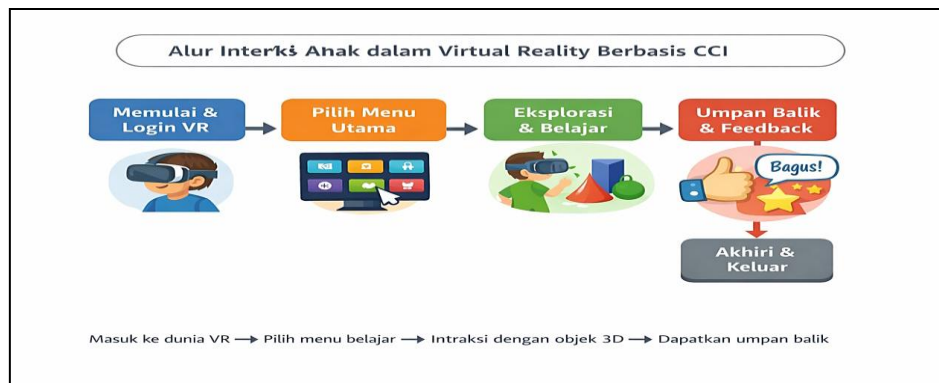 Alur Interkś Ahak dalam Virtual Reality Berbasis CCI
Memulai &
Login VR
Pilih Menu
Utama
Eksplorasi
& Belajar
Umpan Balik
& Feedback
Bagus!
Akhiri &
Keluar
Masuk ke dunia VR → Pilih menu belajar → Intraksi dengan objek 3D → Dapatkan umpan balik